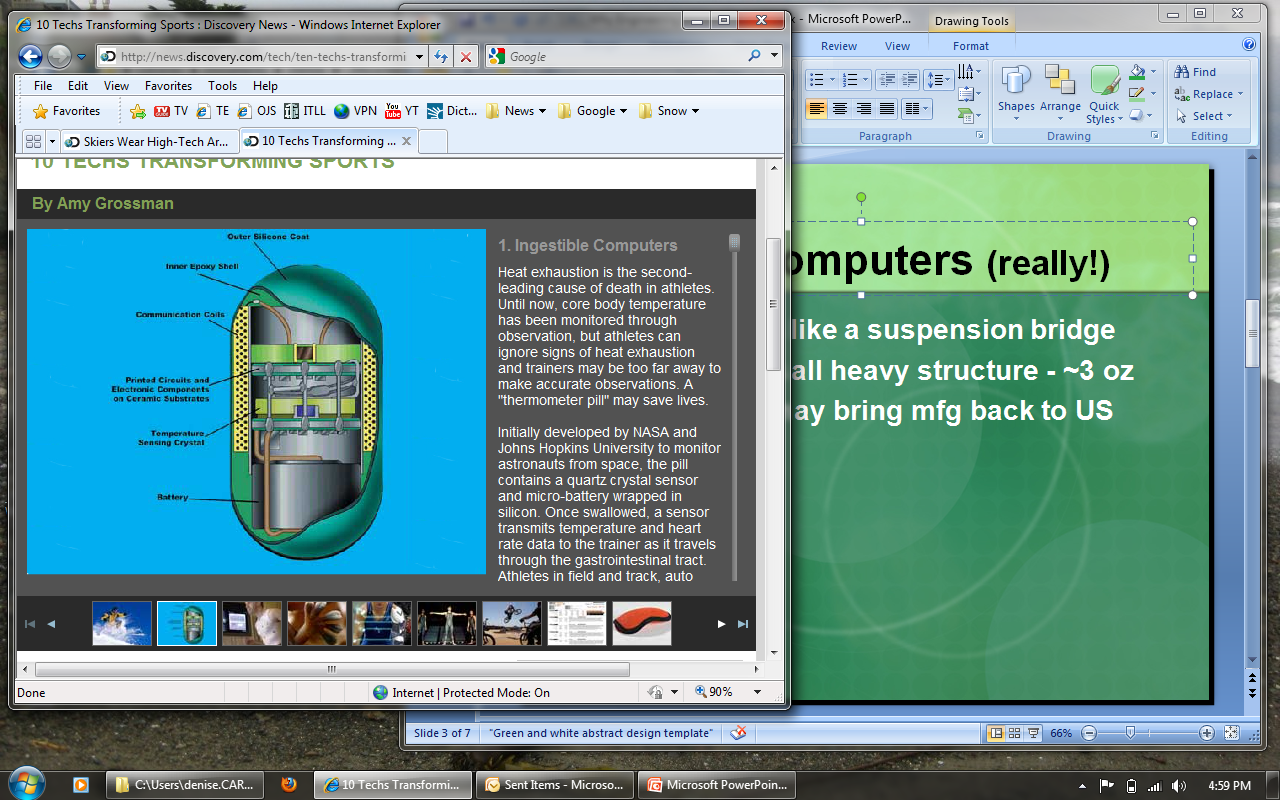 10 Techs Transforming Sports : Discovery News - Windows Internet Explorer
http://news.discovery.com/tech/ten-techs-transformi
Google
File Edit View Favorites Tools Help
Favorites TV TE OJS ITLL VPN YT Dict... News Google Snow
Skiers Wear High-Tech Ar... 10 Techs Transforming ...
10 TECHS TRANSFORMING SPORTS
By Amy Grossman
Outer Silicone Coat
Inner Epoxy Shell
Communication Coils
Printed Circuits and
Electronic Components
on Ceramic Substrates
Temperature
Sensing Crystal
Battery
1. Ingestible Computers
Heat exhaustion is the second-
leading cause of death in athletes.
Until now, core body temperature
has been monitored through
observation, but athletes can
ignore signs of heat exhaustion
and trainers may be too far away to
make accurate observations. A
"thermometer pill" may save lives.
Initially developed by NASA and
Johns Hopkins University to monitor
astronauts from space, the pill
contains a quartz crystal sensor
and micro-battery wrapped in
silicon. Once swallowed, a sensor
transmits temperature and heart
rate data to the trainer as it travels
through the gastrointestinal tract.
Athletes in field and track, auto
Done Internet | Protected Mode: On 90%
- Microsoft PowerP... Drawing Tools
Review View Format
Shapes Arrange Quick Styles
Find
Replace
Select
Paragraph Drawing Editing
omputers (really!)
like a suspension bridge
all heavy structure - ~3 oz
ay bring mfg back to US
Slide 3 of 7 "Green and white abstract design template" 66%
C:\Users\denise.CAR... 10 Techs Transformi... Sent Items - Microso... Microsoft PowerPoin... 4:59 PM